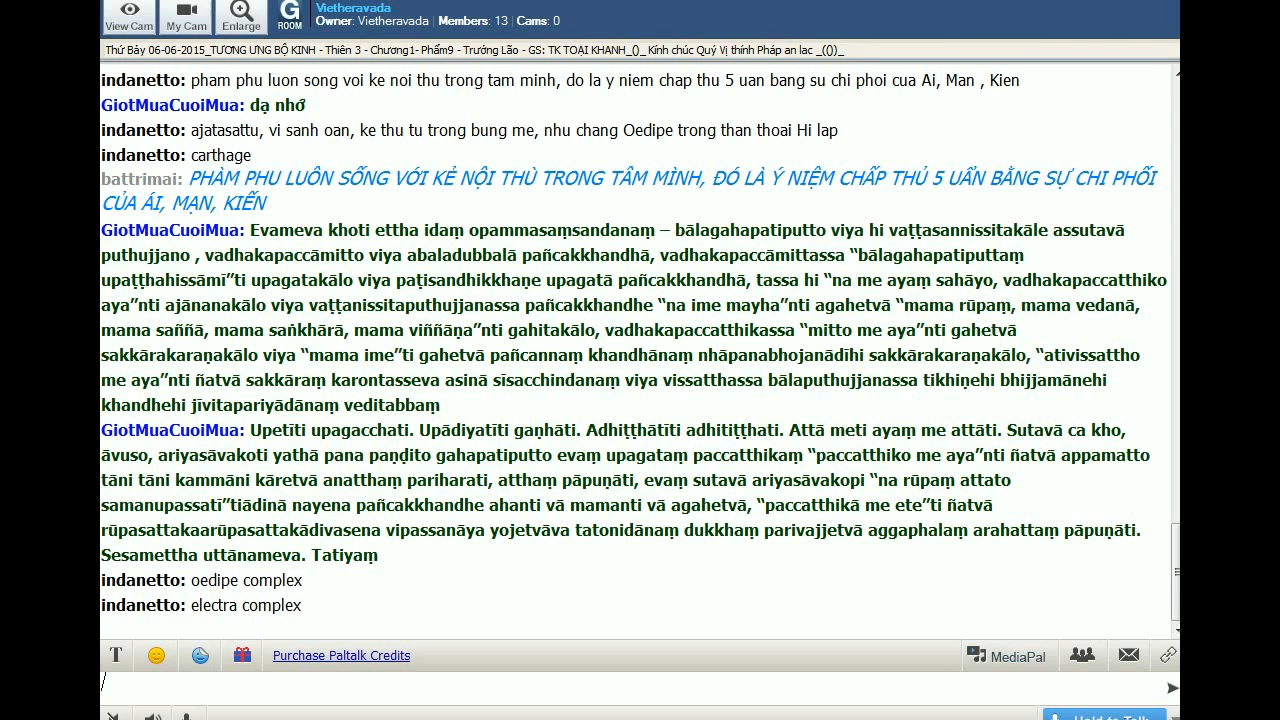 View Cam
My Cam
Enlarge
G
ROOM
Vietheravada
Owner: Vietheravada | Members: 13 | Cams: 0
Thứ Bảy 06-06-2015_TƯƠNG ƯNG BỘ KINH - Thiên 3 - Chương1- Phẩm9 - Trưởng Lão - GS: TK TOẠI KHANH_()_ Kính chúc Quý Vị thính Pháp an lac _(())_
indanetto: pham phu luon song voi ke noi thu trong tam minh, do la y niem chap thu 5 uan bang su chi phoi cua Ai, Man , Kien
GiotMuaCuoiMua: dạ nhớ
indanetto: ajatasattu, vi sanh oan, ke thu tu trong bung me, nhu chang Oedipe trong than thoai Hi lap
indanetto: carthage
battrimai: PHÀM PHU LUÔN SỐNG VỚI KẺ NỘI THÙ TRONG TÂM MÌNH, ĐÓ LÀ Ý NIỆM CHẤP THỦ 5 UẨN BẰNG SỰ CHI PHỐI
CỦA ÁI, MẠN, KIẾN
GiotMuaCuoiMua: Evameva khoti ettha idaṃ opammasaṃsandanaṃ – bālagahapatiputto viya hi vaṭṭasannissitakāle assutavā
puthujjano , vadhakapaccāmitto viya abaladubbalā pañcakkhandhā, vadhakapaccāmittassa “bālagahapatiputtaṃ
upaṭṭhahissāmī”ti upagatakālo viya paṭisandhikkhaṇe upagatā pañcakkhandhā, tassa hi “na me ayaṃ sahāyo, vadhakapaccatthiko
aya”nti ajānanakālo viya vaṭṭanissitaputhujjanassa pañcakkhandhe “na ime mayha”nti agahetvā “mama rūpaṃ, mama vedanā,
mama saññā, mama saṅkhārā, mama viññāṇa”nti gahitakālo, vadhakapaccatthikassa “mitto me aya”nti gahetvā
sakkārakaraṇakālo viya “mama ime”ti gahetvā pañcannaṃ khandhānaṃ nhāpanabhojanādīhi sakkārakaraṇakālo, “ativissattho
me aya”nti ñatvā sakkāraṃ karontasseva asinā sīsacchindanaṃ viya vissatthassa bālaputhujjanassa tikhiṇehi bhijjamānehi
khandhehi jīvitapariyādānaṃ veditabbaṃ
GiotMuaCuoiMua: Upetīti upagacchati. Upādiyatīti gaṇhāti. Adhiṭṭhātīti adhitiṭṭhati. Attā meti ayaṃ me attāti. Sutavā ca kho,
āvuso, ariyasāvakoti yathā pana paṇḍito gahapatiputto evaṃ upagataṃ paccatthikaṃ “paccatthiko me aya”nti ñatvā appamatto
tāni tāni kammāni kāretvā anatthaṃ pariharati, atthaṃ pāpuṇāti, evaṃ sutavā ariyasāvakopi “na rūpaṃ attato
samanupassatī”tiādinā nayena pañcakkhandhe ahanti vā mamanti vā agahetvā, “paccatthikā me ete”ti ñatvā
rūpasattakaarūpasattakādivasena vipassanāya yojetvāva tatonidānaṃ dukkhaṃ parivajjetvā aggaphalaṃ arahattaṃ pāpuṇāti.
Sesamettha uttānameva. Tatiyaṃ
indanetto: oedipe complex
indanetto: electra complex
T
Purchase Paltalk Credits
MediaPal
Hold to Talk